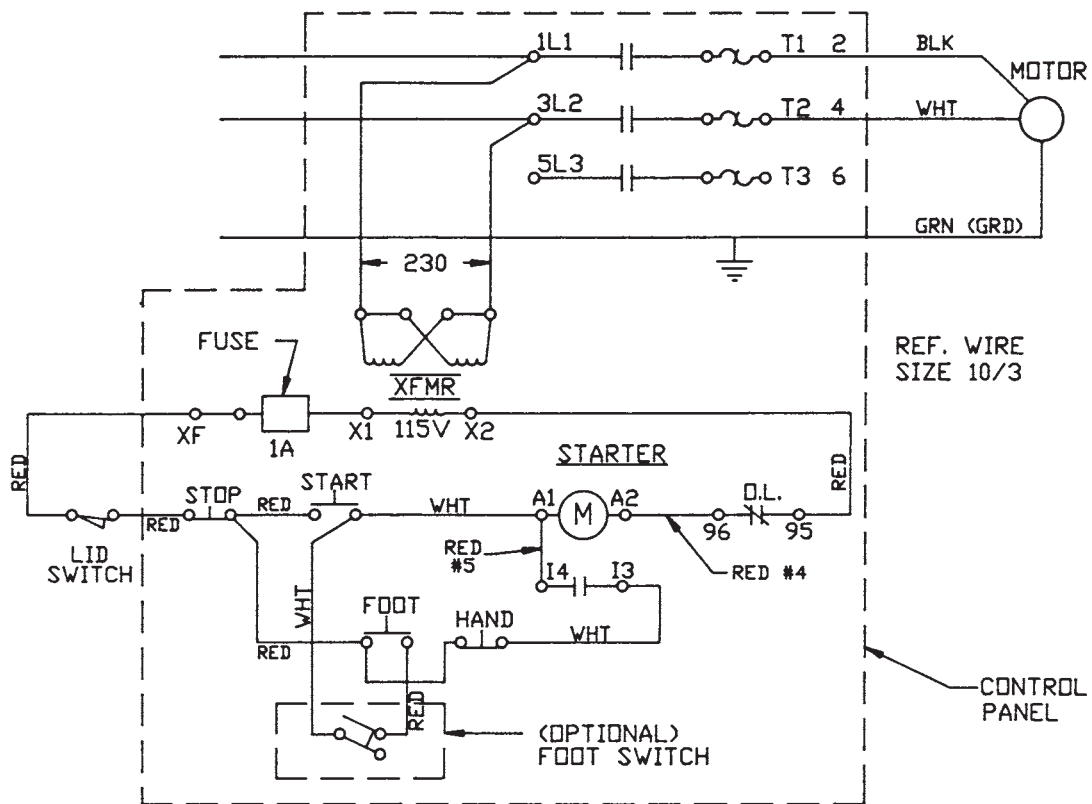 1L1
T1 2
BLK
MOTOR
3L2
T2 4
WHT
5L3
T3 6
GRN (GRD)
230
FUSE
REF. WIRE
SIZE 10/3
XFMR
XF
1A
X1
115V
X2
STARTER
RED
STOP
RED
START
WHT
A1
M
A2
O.L.
RED
RED
96
95
LID
SWITCH
RED
#5
I4
I3
RED #4
WHT
FOOT
HAND
RED
WHT
RED
CONTROL
PANEL
(OPTIONAL)
FOOT SWITCH